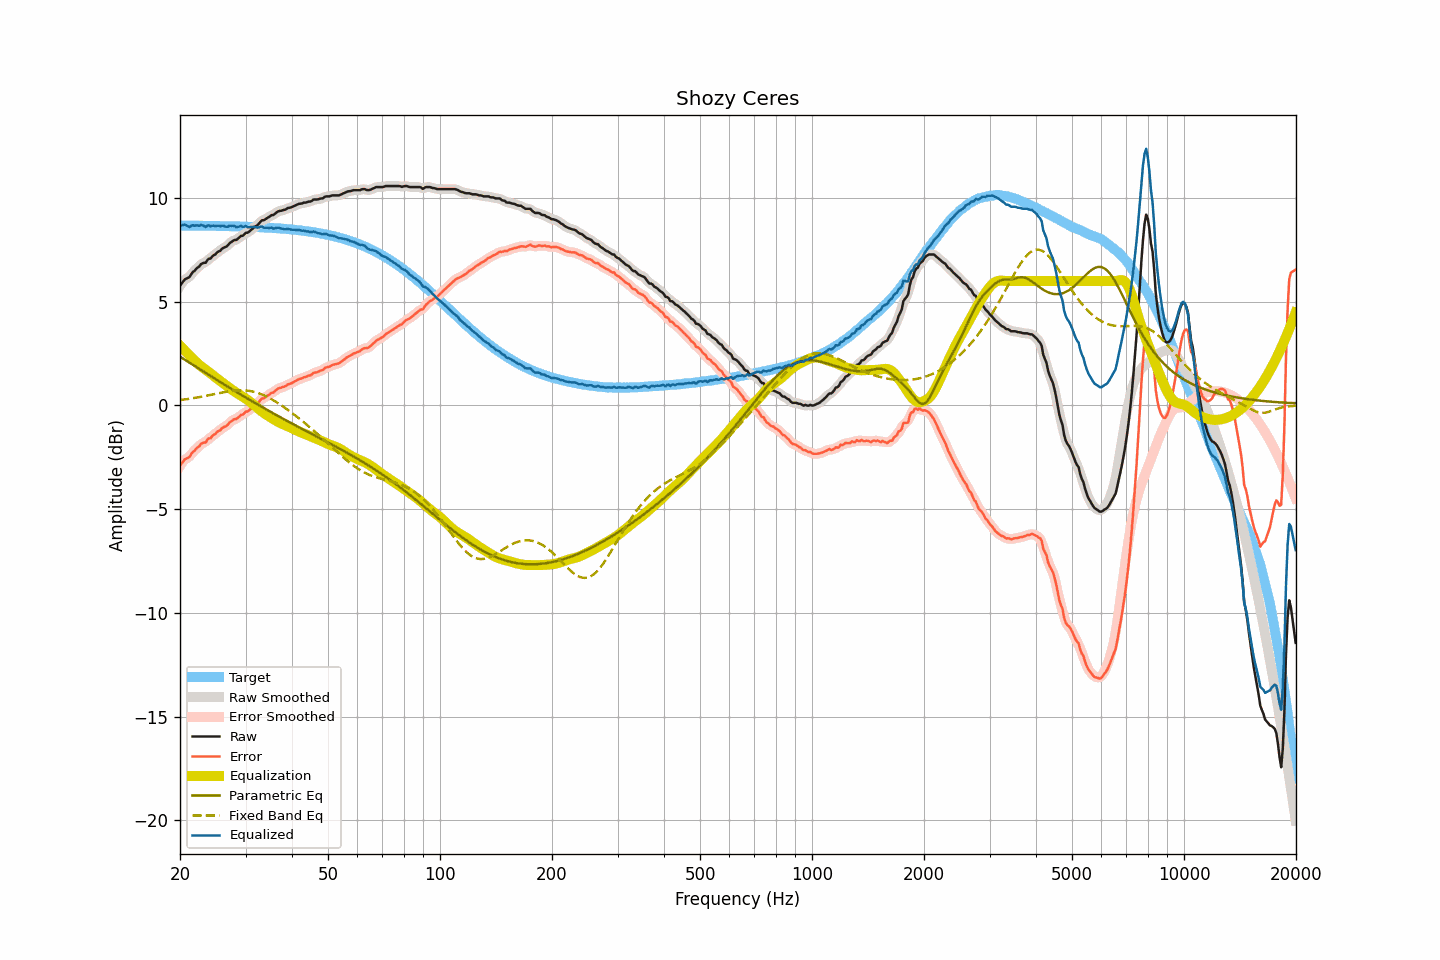 Shozy Ceres
Amplitude (dBr)
10
5
0
−5
−10
−15
−20
Target
Raw Smoothed
Error Smoothed
Raw
Error
Equalization
Parametric Eq
Fixed Band Eq
Equalized
20 50 100 200 500 1000 2000 5000 10000 20000
Frequency (Hz)